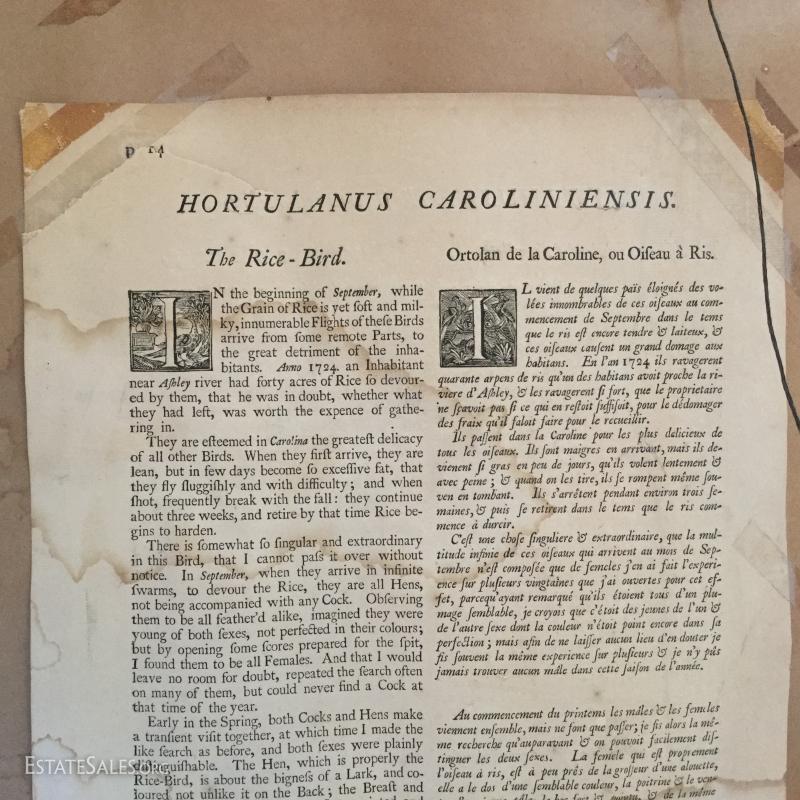 P 14
HORTULANUS CAROLINIENSIS.
The Rice-Bird.
IN the beginning of September, while
the Grain of Rice is yet ſoft and mil-
ky, innumerable Flights of theſe Birds
arrive from ſome remote Parts, to
the great detriment of the inha-
bitants. Anno 1724. an Inhabitant
near Aſhley river had forty acres of Rice ſo devour-
ed by them, that he was in doubt, whether what
they had left, was worth the expence of gathe-
ring in.
They are eſteemed in Carolina the greateſt delicacy
of all other Birds. When they firſt arrive, they are
lean, but in few days become ſo exceſſive fat, that
they fly ſluggiſhly and with difficulty; and when
ſhot, frequently break with the fall: they continue
about three weeks, and retire by that time Rice be-
gins to harden.
There is ſomewhat ſo ſingular and extraordinary
in this Bird, that I cannot paſs it over without
notice. In September, when they arrive in infinite
ſwarms, to devour the Rice, they are all Hens,
not being accompanied with any Cock. Obſerving
them to be all feather'd alike, imagined they were
young of both ſexes, not perfected in their colours;
but by opening ſome ſcores prepared for the ſpit,
I found them to be all Females. And that I would
leave no room for doubt, repeated the ſearch often
on many of them, but could never find a Cock at
that time of the year.
Early in the Spring, both Cocks and Hens make
a tranſient viſit together, at which time I made the
like ſearch as before, and both ſexes were plainly
diſtinguiſhable. The Hen, which is properly the
Rice-Bird, is about the bigneſs of a Lark, and co-
loured not unlike it on the Back; the Breaſt and
Ortolan de la Caroline, ou Oiſeau à Ris.
IL vient de quelques païs éloignés des vo-
lées innombrables de ces oiſeaux au com-
mencement de Septembre dans le tems
que le ris eſt encore tendre & laiteux, &
ces oiſeaux cauſent un grand domage aux
habitans. En l'an 1724 ils ravagerent
quarante arpens de ris qu'un des habitans avoit proche la ri-
viere d'Aſhley, & les ravagerent ſi fort, que le proprietaire
ne ſçavoit pas ſi ce qui en reſtoit ſuffiſoit, pour le dédomager
des fraix qu'il faloit faire pour le recueillir.
Ils paſſent dans la Caroline pour les plus delicieux de
tous les oiſeaux. Ils ſont maigres en arrivant, mais ils de-
vienent ſi gras en peu de jours, qu'ils volent lentement &
avec peine; & quand on les tire, ils ſe rompent même ſou-
ven en tombant. Ils s'arrêtent pendant environ trois ſe-
maines, & puis ſe retirent dans le tems que le ris com-
mence à durcir.
C'eſt une choſe ſinguliere & extraordinaire, que la mul-
titude infinie de ces oiſeaux qui arrivent au mois de Sep-
tembre n'eſt compoſée que de femeles j'en ai fait l'experi-
ence ſur pluſieurs vingtaines que j'ai ouvertes pour cet ef-
fet, parcequ'ayant remarqué qu'ils étoient tous d'un plu-
mage ſemblable, je croyons que c'étoit des jeunes de l'un &
de l'autre ſexe dont la couleur n'étoit point encore dans ſa
perfection; mais afin de ne laiſſer aucun lieu d'en douter je
fis ſouvent la même experience ſur pluſieurs & je n'y pûs
jamais trouver aucun mâle dans cette ſaiſon de l'année.
Au commencement du printems les mâles & les femeles
viennent enſemble, mais ne font que paſſer; je fis alors la mê-
me recherche qu'auparavant & on pouvoit facilement diſ-
tinguer les deux ſexes. La femele qui eſt proprement
l'oiſeau à ris, eſt à peu près de la groſſeur d'une alouette,
elle a le dos d'une ſemblable couleur, la poitrine & le ven-
ESTATESALES.ORG